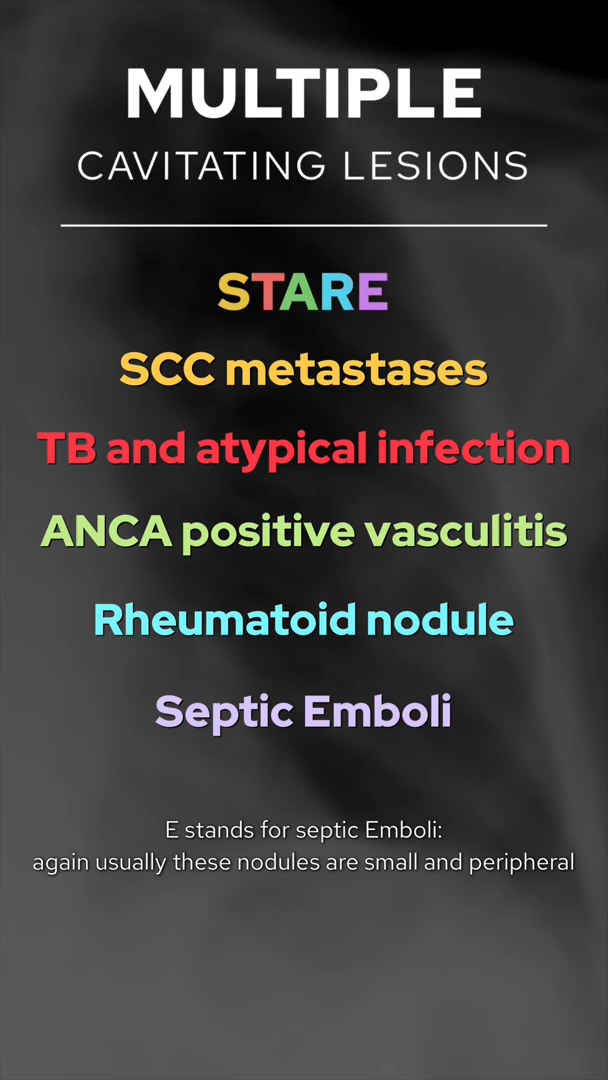 MULTIPLE
CAVITATING LESIONS
STARE
SCC metastases
TB and atypical infection
ANCA positive vasculitis
Rheumatoid nodule
Septic Emboli
E stands for septic Emboli:
again usually these nodules are small and peripheral